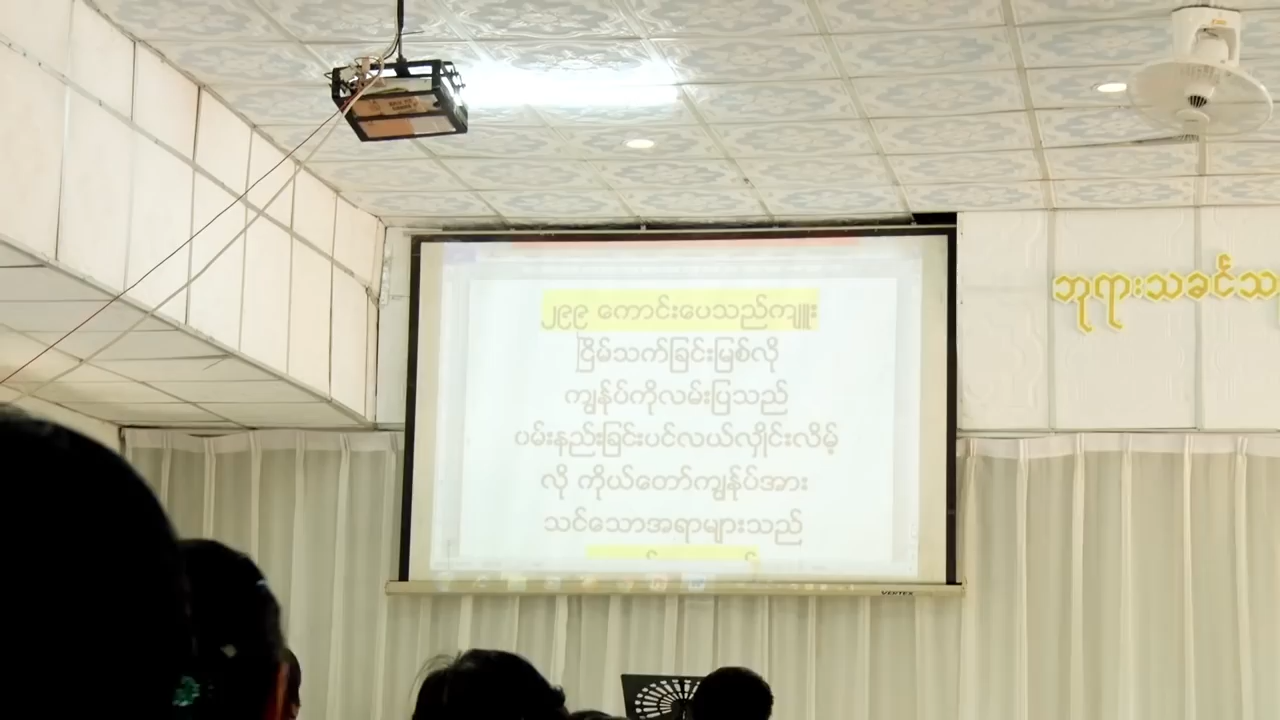 ၂၉၉ ကောင်းပေသည်ကျူး
ငြိမ်သက်ခြင်းမြစ်လို
ကျွန်ုပ်ကိုလမ်းပြသည်
ဝမ်းနည်းခြင်းပင်လယ်လှိုင်းလိမ့်
လို ကိုယ်တော်ကျွန်ုပ်အား
သင်သောအရာများသည်
ဘုရားသခင်သ
VERTEX